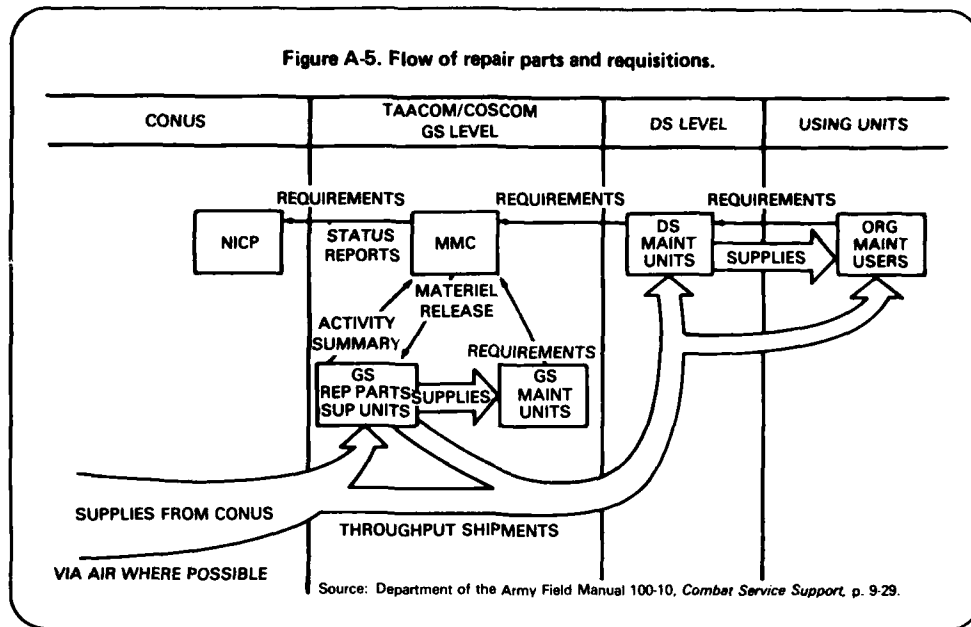 Figure A-5. Flow of repair parts and requisitions.
CONUS
TAACOM/COSCOM
GS LEVEL
DS LEVEL
USING UNITS
REQUIREMENTS
REQUIREMENTS
REQUIREMENTS
NICP
STATUS
REPORTS
MMC
DS
MAINT
UNITS
SUPPLIES
ORG
MAINT
USERS
MATERIEL
RELEASE
ACTIVITY
SUMMARY
REQUIREMENTS
GS
REP PARTS
SUP UNITS
SUPPLIES
GS
MAINT
UNITS
SUPPLIES FROM CONUS
THROUGHPUT SHIPMENTS
VIA AIR WHERE POSSIBLE
Source: Department of the Army Field Manual 100-10, Combat Service Support, p. 9-29.